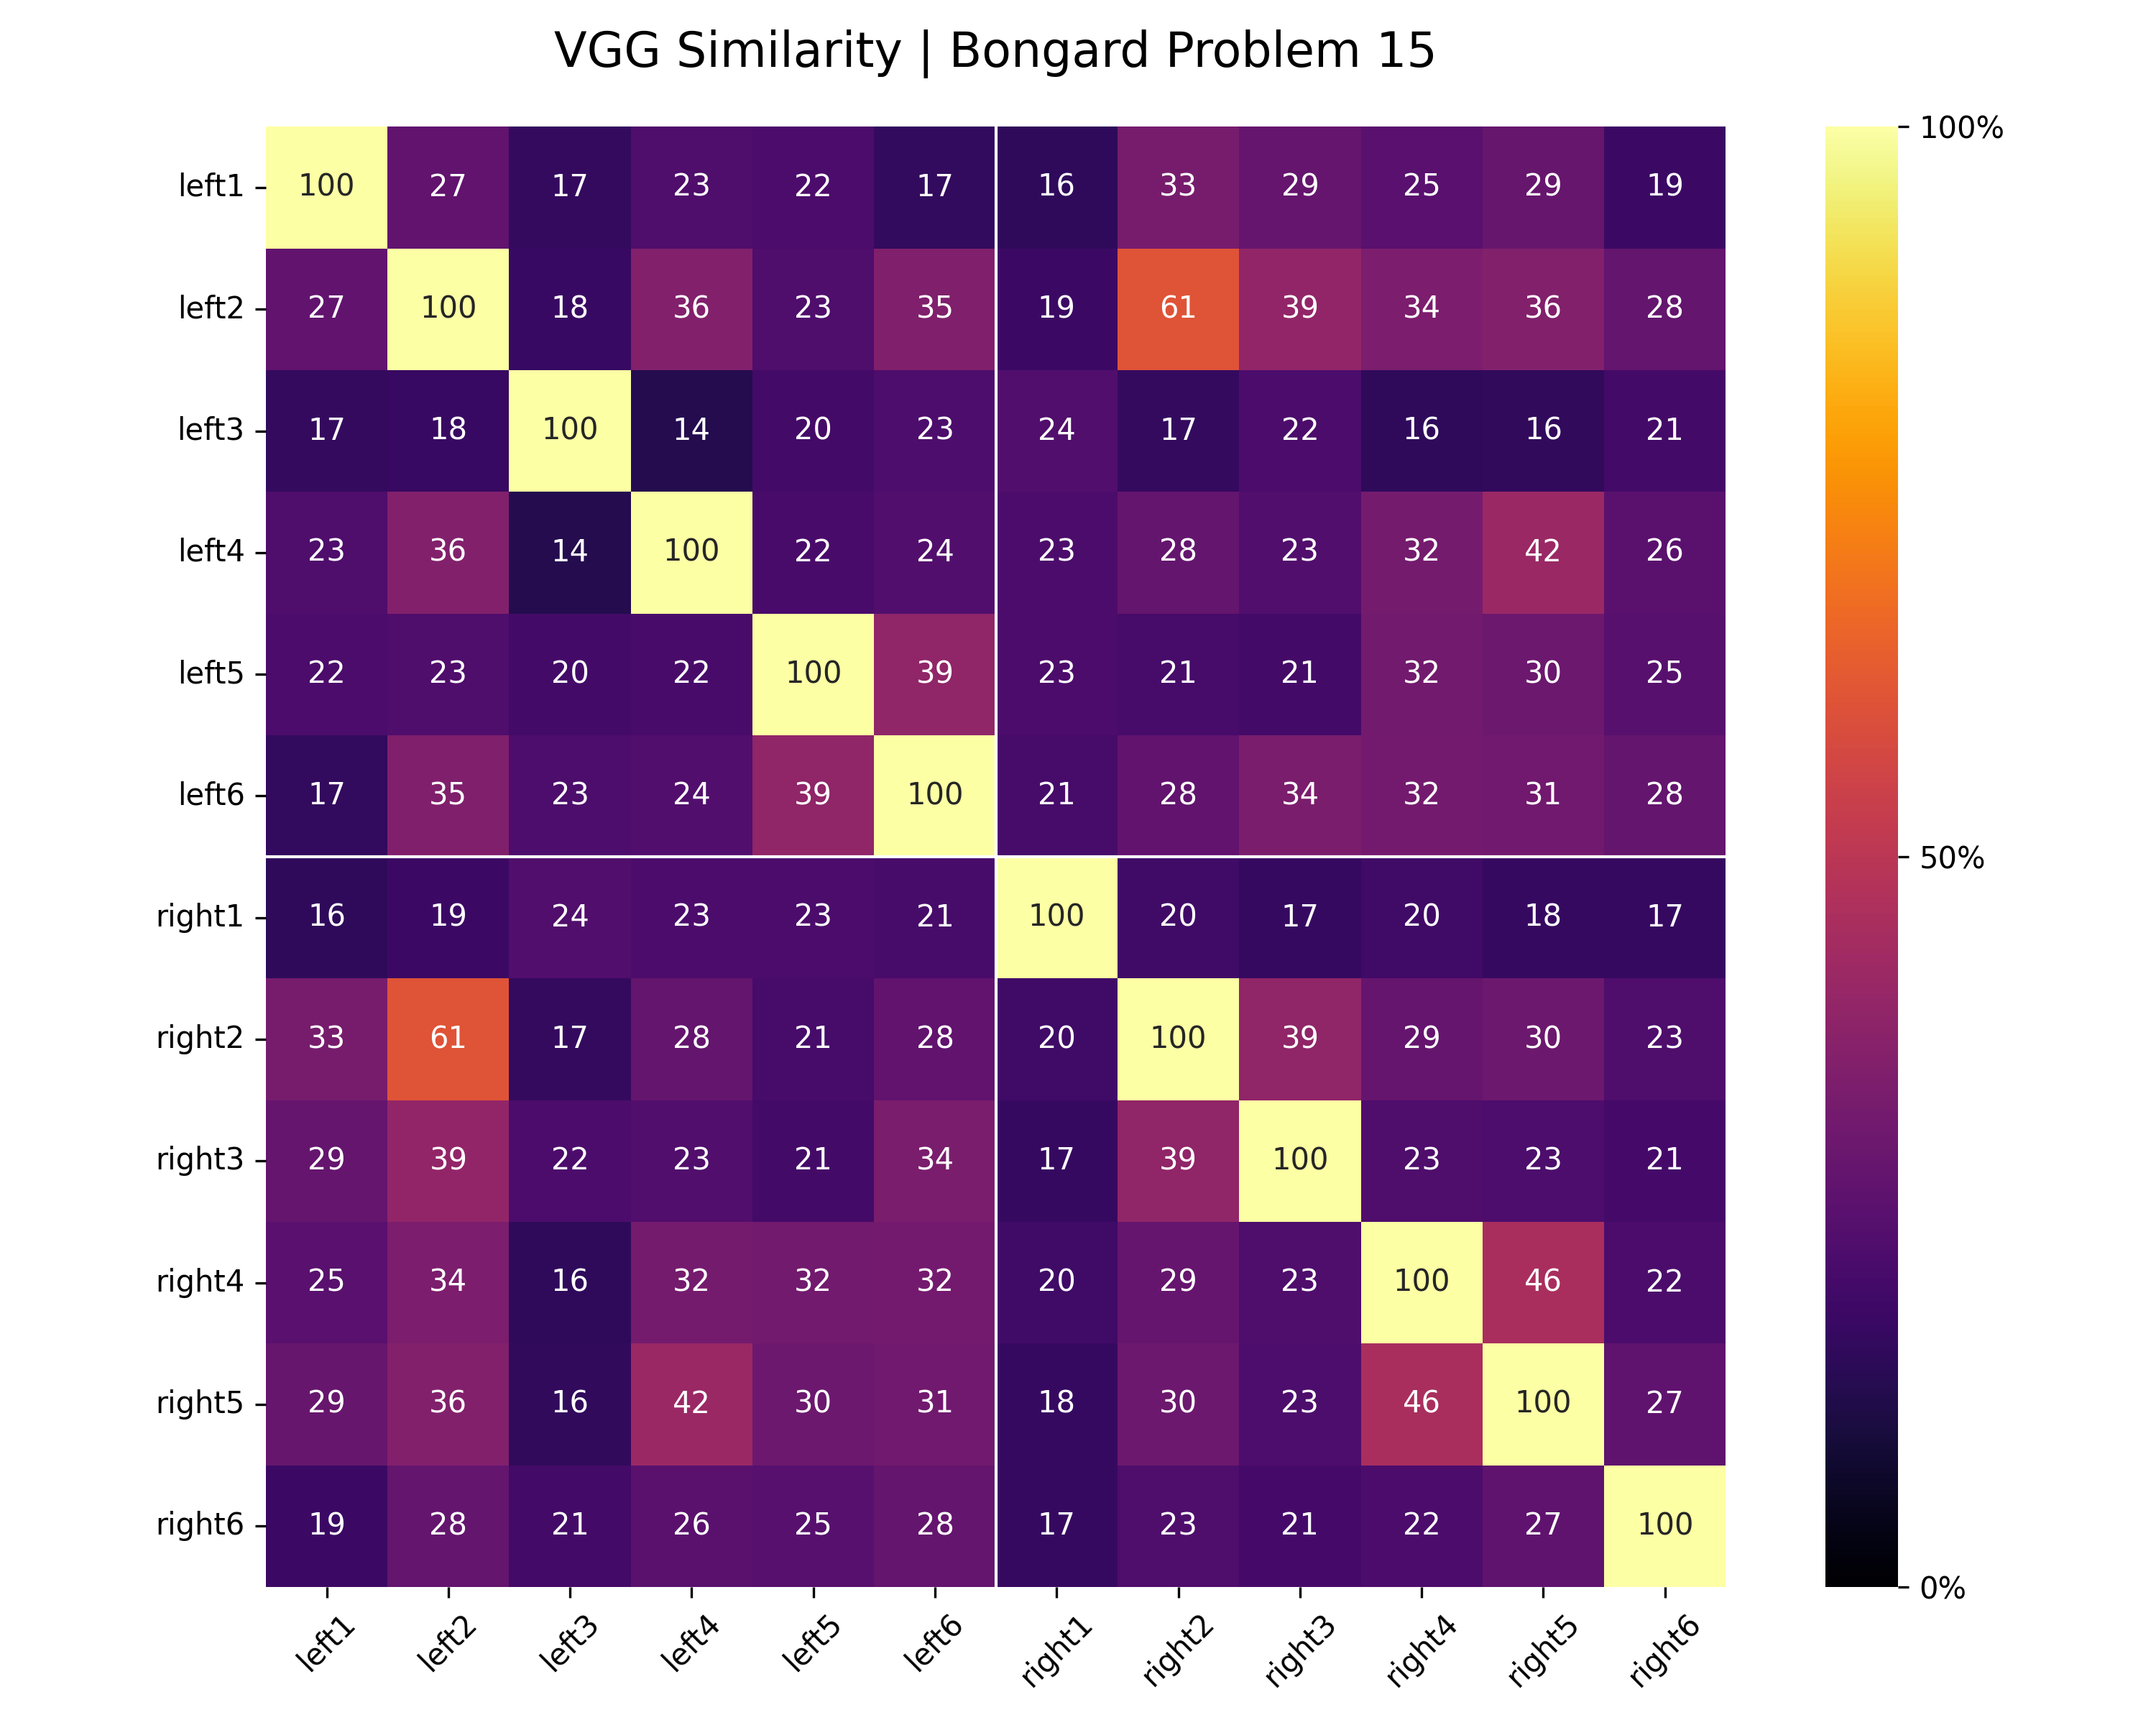 VGG Similarity | Bongard Problem 15
left1 100 27 17 23 22 17 16 33 29 25 29 19
left2 27 100 18 36 23 35 19 61 39 34 36 28
left3 17 18 100 14 20 23 24 17 22 16 16 21
left4 23 36 14 100 22 24 23 28 23 32 42 26
left5 22 23 20 22 100 39 23 21 21 32 30 25
left6 17 35 23 24 39 100 21 28 34 32 31 28
right1 16 19 24 23 23 21 100 20 17 20 18 17
right2 33 61 17 28 21 28 20 100 39 29 30 23
right3 29 39 22 23 21 34 17 39 100 23 23 21
right4 25 34 16 32 32 32 20 29 23 100 46 22
right5 29 36 16 42 30 31 18 30 23 46 100 27
right6 19 28 21 26 25 28 17 23 21 22 27 100
left1 left2 left3 left4 left5 left6 right1 right2 right3 right4 right5 right6
100%
50%
0%